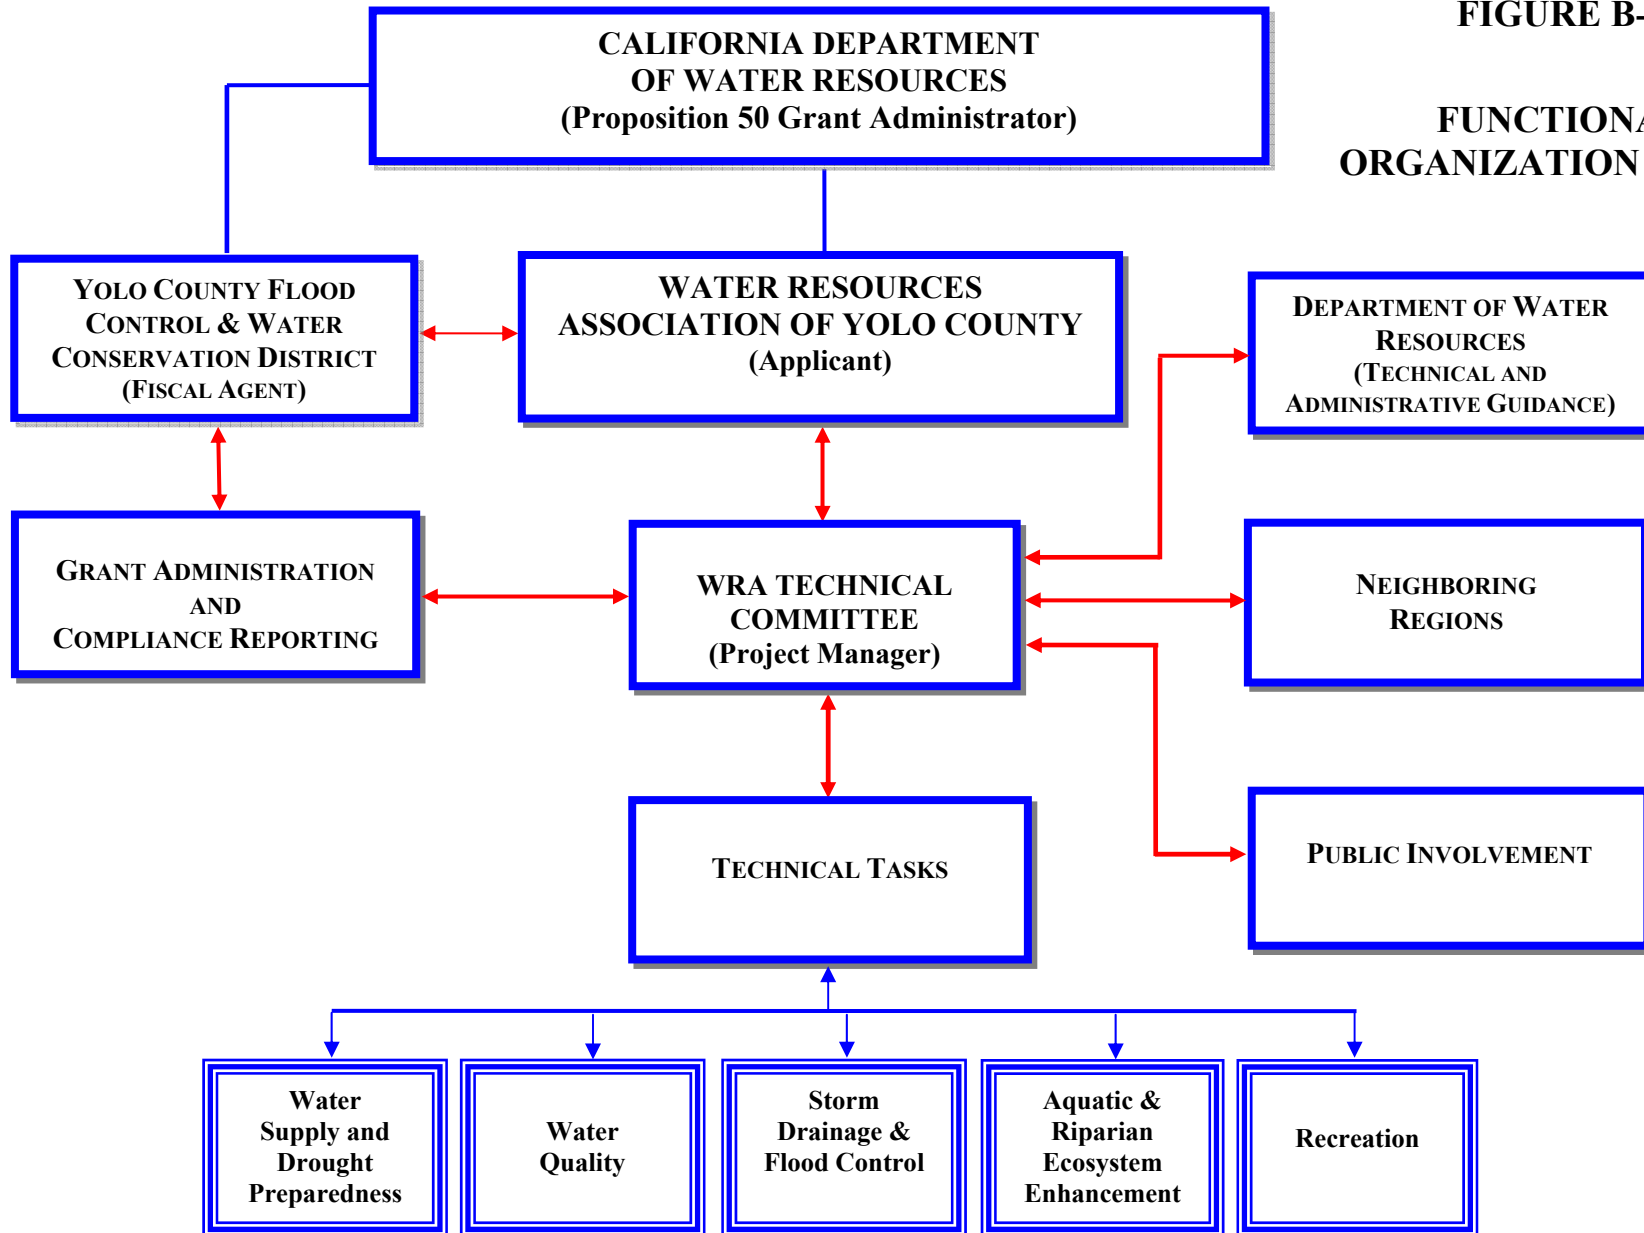 FIGURE B-
FUNCTIONA
ORGANIZATION
CALIFORNIA DEPARTMENT
OF WATER RESOURCES
(Proposition 50 Grant Administrator)
YOLO COUNTY FLOOD
CONTROL & WATER
CONSERVATION DISTRICT
(FISCAL AGENT)
WATER RESOURCES
ASSOCIATION OF YOLO COUNTY
(Applicant)
DEPARTMENT OF WATER
RESOURCES
(TECHNICAL AND
ADMINISTRATIVE GUIDANCE)
GRANT ADMINISTRATION
AND
COMPLIANCE REPORTING
WRA TECHNICAL
COMMITTEE
(Project Manager)
NEIGHBORING
REGIONS
TECHNICAL TASKS
PUBLIC INVOLVEMENT
Water
Supply and
Drought
Preparedness
Water
Quality
Storm
Drainage &
Flood Control
Aquatic &
Riparian
Ecosystem
Enhancement
Recreation